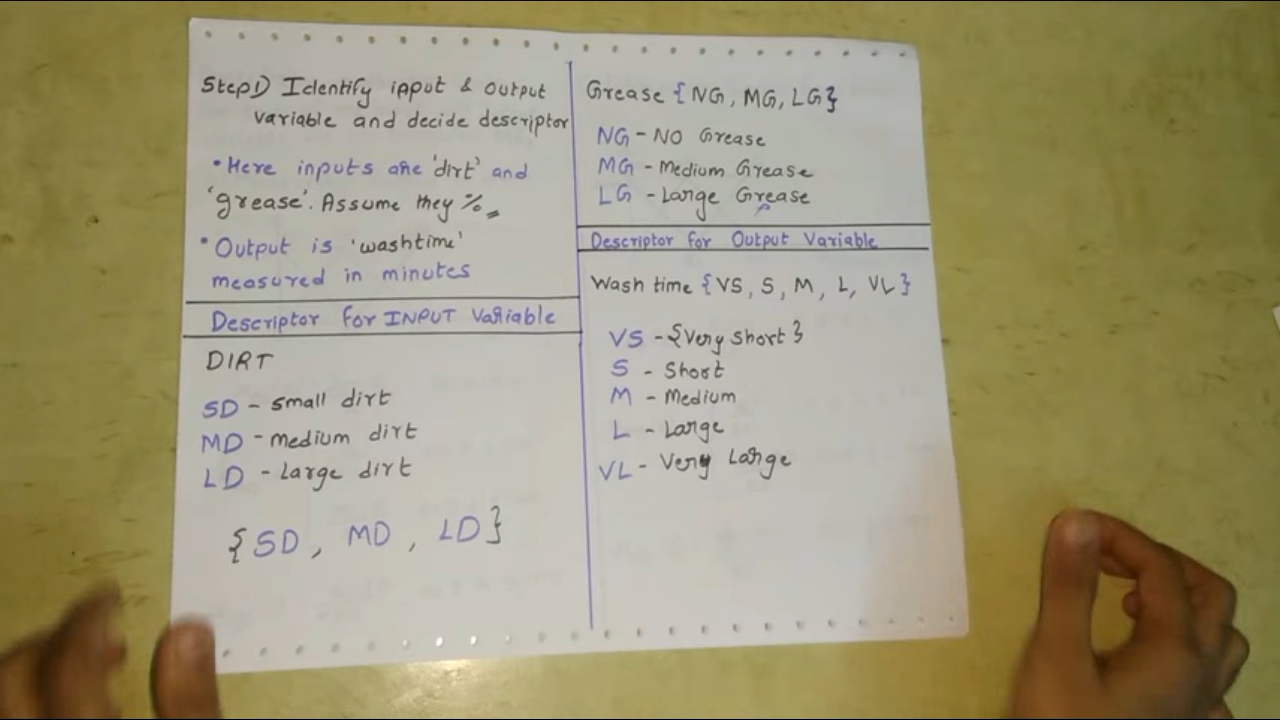 Step1) Identify input & output
variable and decide descriptor
• Here inputs are 'dirt' and
'grease'. Assume they %
• Output is 'washtime'
measured in minutes
Descriptor for INPUT Variable
DIRT
SD - small dirt
MD - medium dirt
LD - large dirt
{SD, MD, LD}
Grease {NG, MG, LG}
NG - NO Grease
MG - Medium Grease
LG - Large Grease
Descriptor for Output Variable
Wash time {VS, S, M, L, VL}
VS - {Very Short}
S - Short
M - Medium
L - Large
VL - Very Large